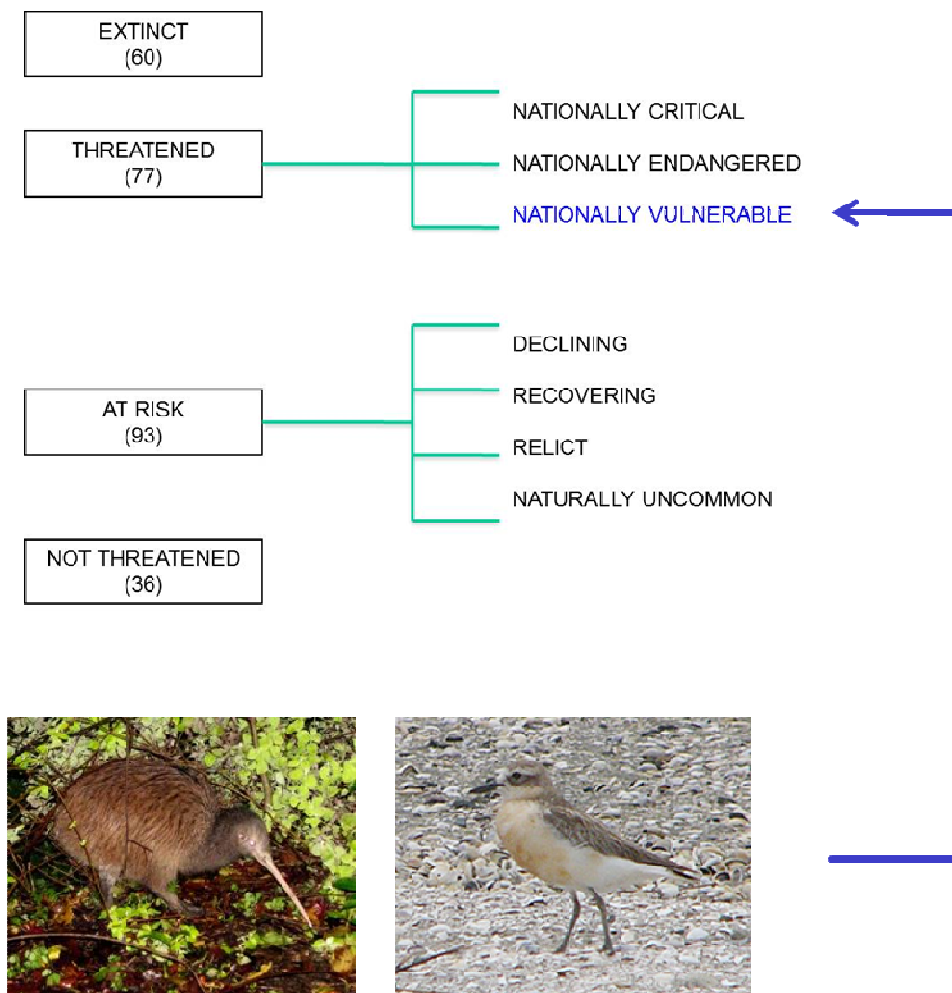 EXTINCT
(60)
THREATENED
(77)
NATIONALLY CRITICAL
NATIONALLY ENDANGERED
NATIONALLY VULNERABLE
AT RISK
(93)
DECLINING
RECOVERING
RELICT
NATURALLY UNCOMMON
NOT THREATENED
(36)